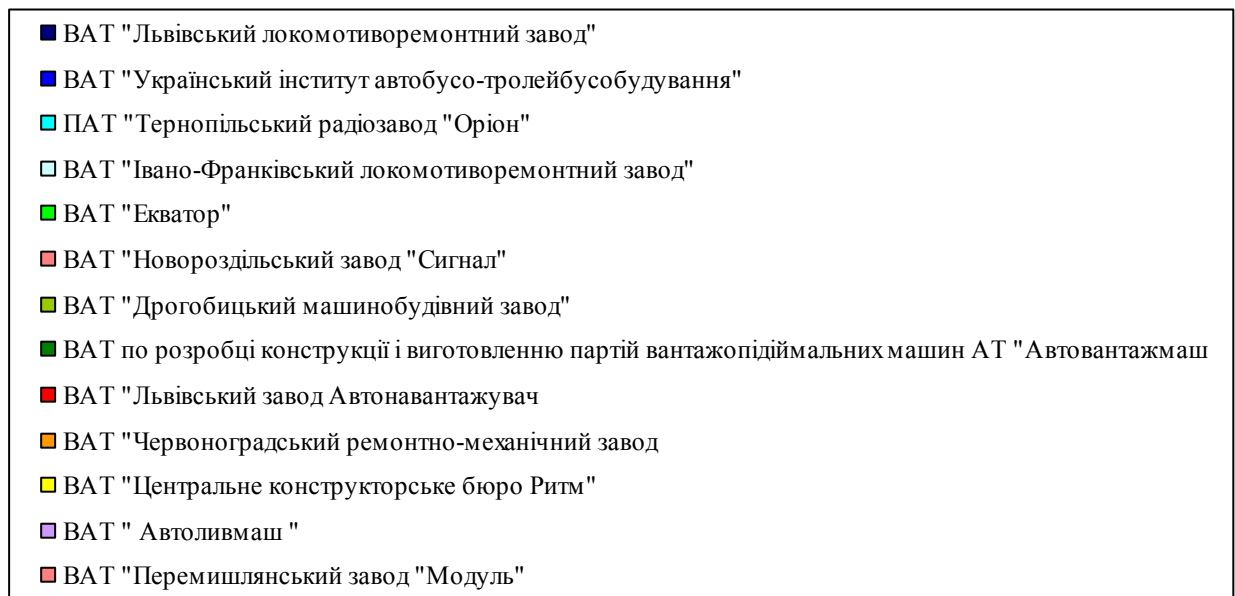 ВАТ "Львівський локомотиворемонтний завод"
ВАТ "Український інститут автобусо-тролейбусобудування"
ПАТ "Тернопільський радіозавод "Оріон"
ВАТ "Івано-Франківський локомотиворемонтний завод"
ВАТ "Екватор"
ВАТ "Новороздільський завод "Сигнал"
ВАТ "Дрогобицький машинобудівний завод"
ВАТ по розробці конструкції і виготовленню партій вантажопідіймальних машин АТ "Автовантажмаш
ВАТ "Львівський завод Автонавантажувач
ВАТ "Червоноградський ремонтно-механічний завод
ВАТ "Центральне конструкторське бюро Ритм"
ВАТ " Автоливмаш "
ВАТ "Перемишлянський завод "Модуль"